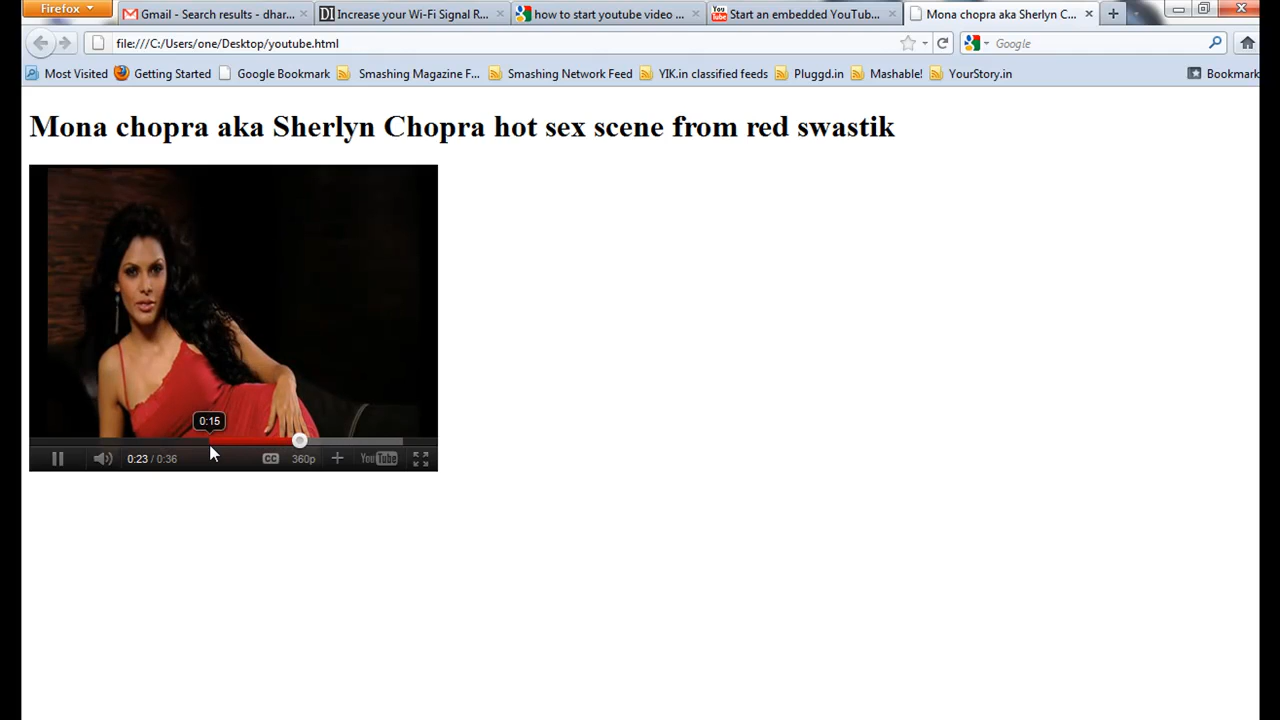 Firefox
Gmail - Search results - dhar...
Increase your Wi-Fi Signal R...
how to start youtube video ...
Start an embedded YouTub...
Mona chopra aka Sherlyn C...
file:///C:/Users/one/Desktop/youtube.html
Google
Most Visited
Getting Started
Google Bookmark
Smashing Magazine F...
Smashing Network Feed
YIK.in classified feeds
Pluggd.in
Mashable!
YourStory.in
Bookmark
Mona chopra aka Sherlyn Chopra hot sex scene from red swastik
0:15
0:23 / 0:36
CC
360p
YouTube